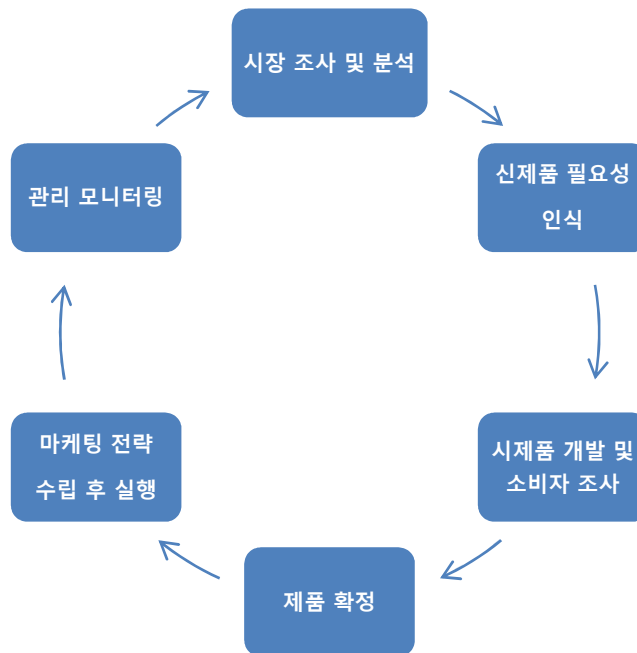 시장 조사 및 분석
신제품 필요성
인식
시제품 개발 및
소비자 조사
제품 확정
마케팅 전략
수립 후 실행
관리 모니터링